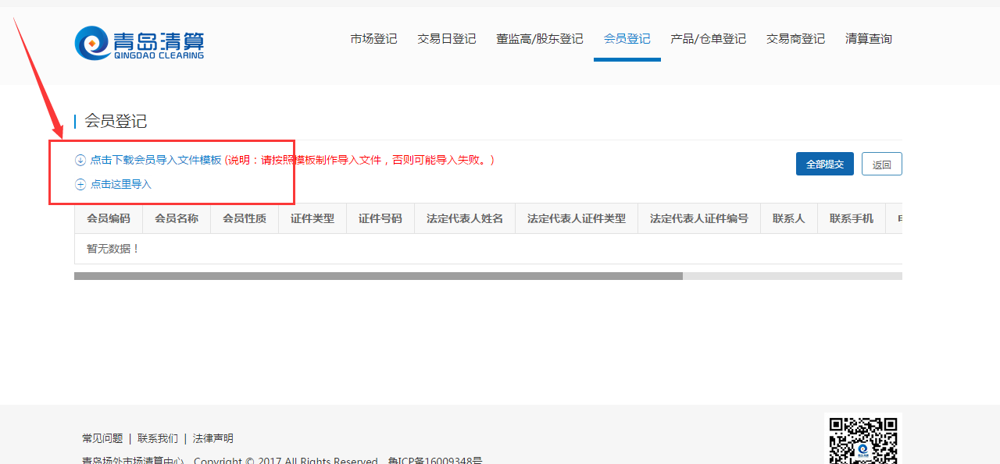 青岛清算
QINGDAO CLEARING
市场登记 交易日登记 董监高/股东登记 会员登记 产品/仓单登记 交易商登记 清算查询
会员登记
点击下载会员导入文件模板 (说明：请按照模板制作导入文件，否则可能导入失败。) 全部提交 返回
点击这里导入
会员编码 会员名称 会员性质 证件类型 证件号码 法定代表人姓名 法定代表人证件类型 法定代表人证件编号 联系人 联系手机
暂无数据！
常见问题 | 联系我们 | 法律声明
青岛场外市场清算中心 Copyright © 2017 All Rights Reserved 鲁ICP备16009348号